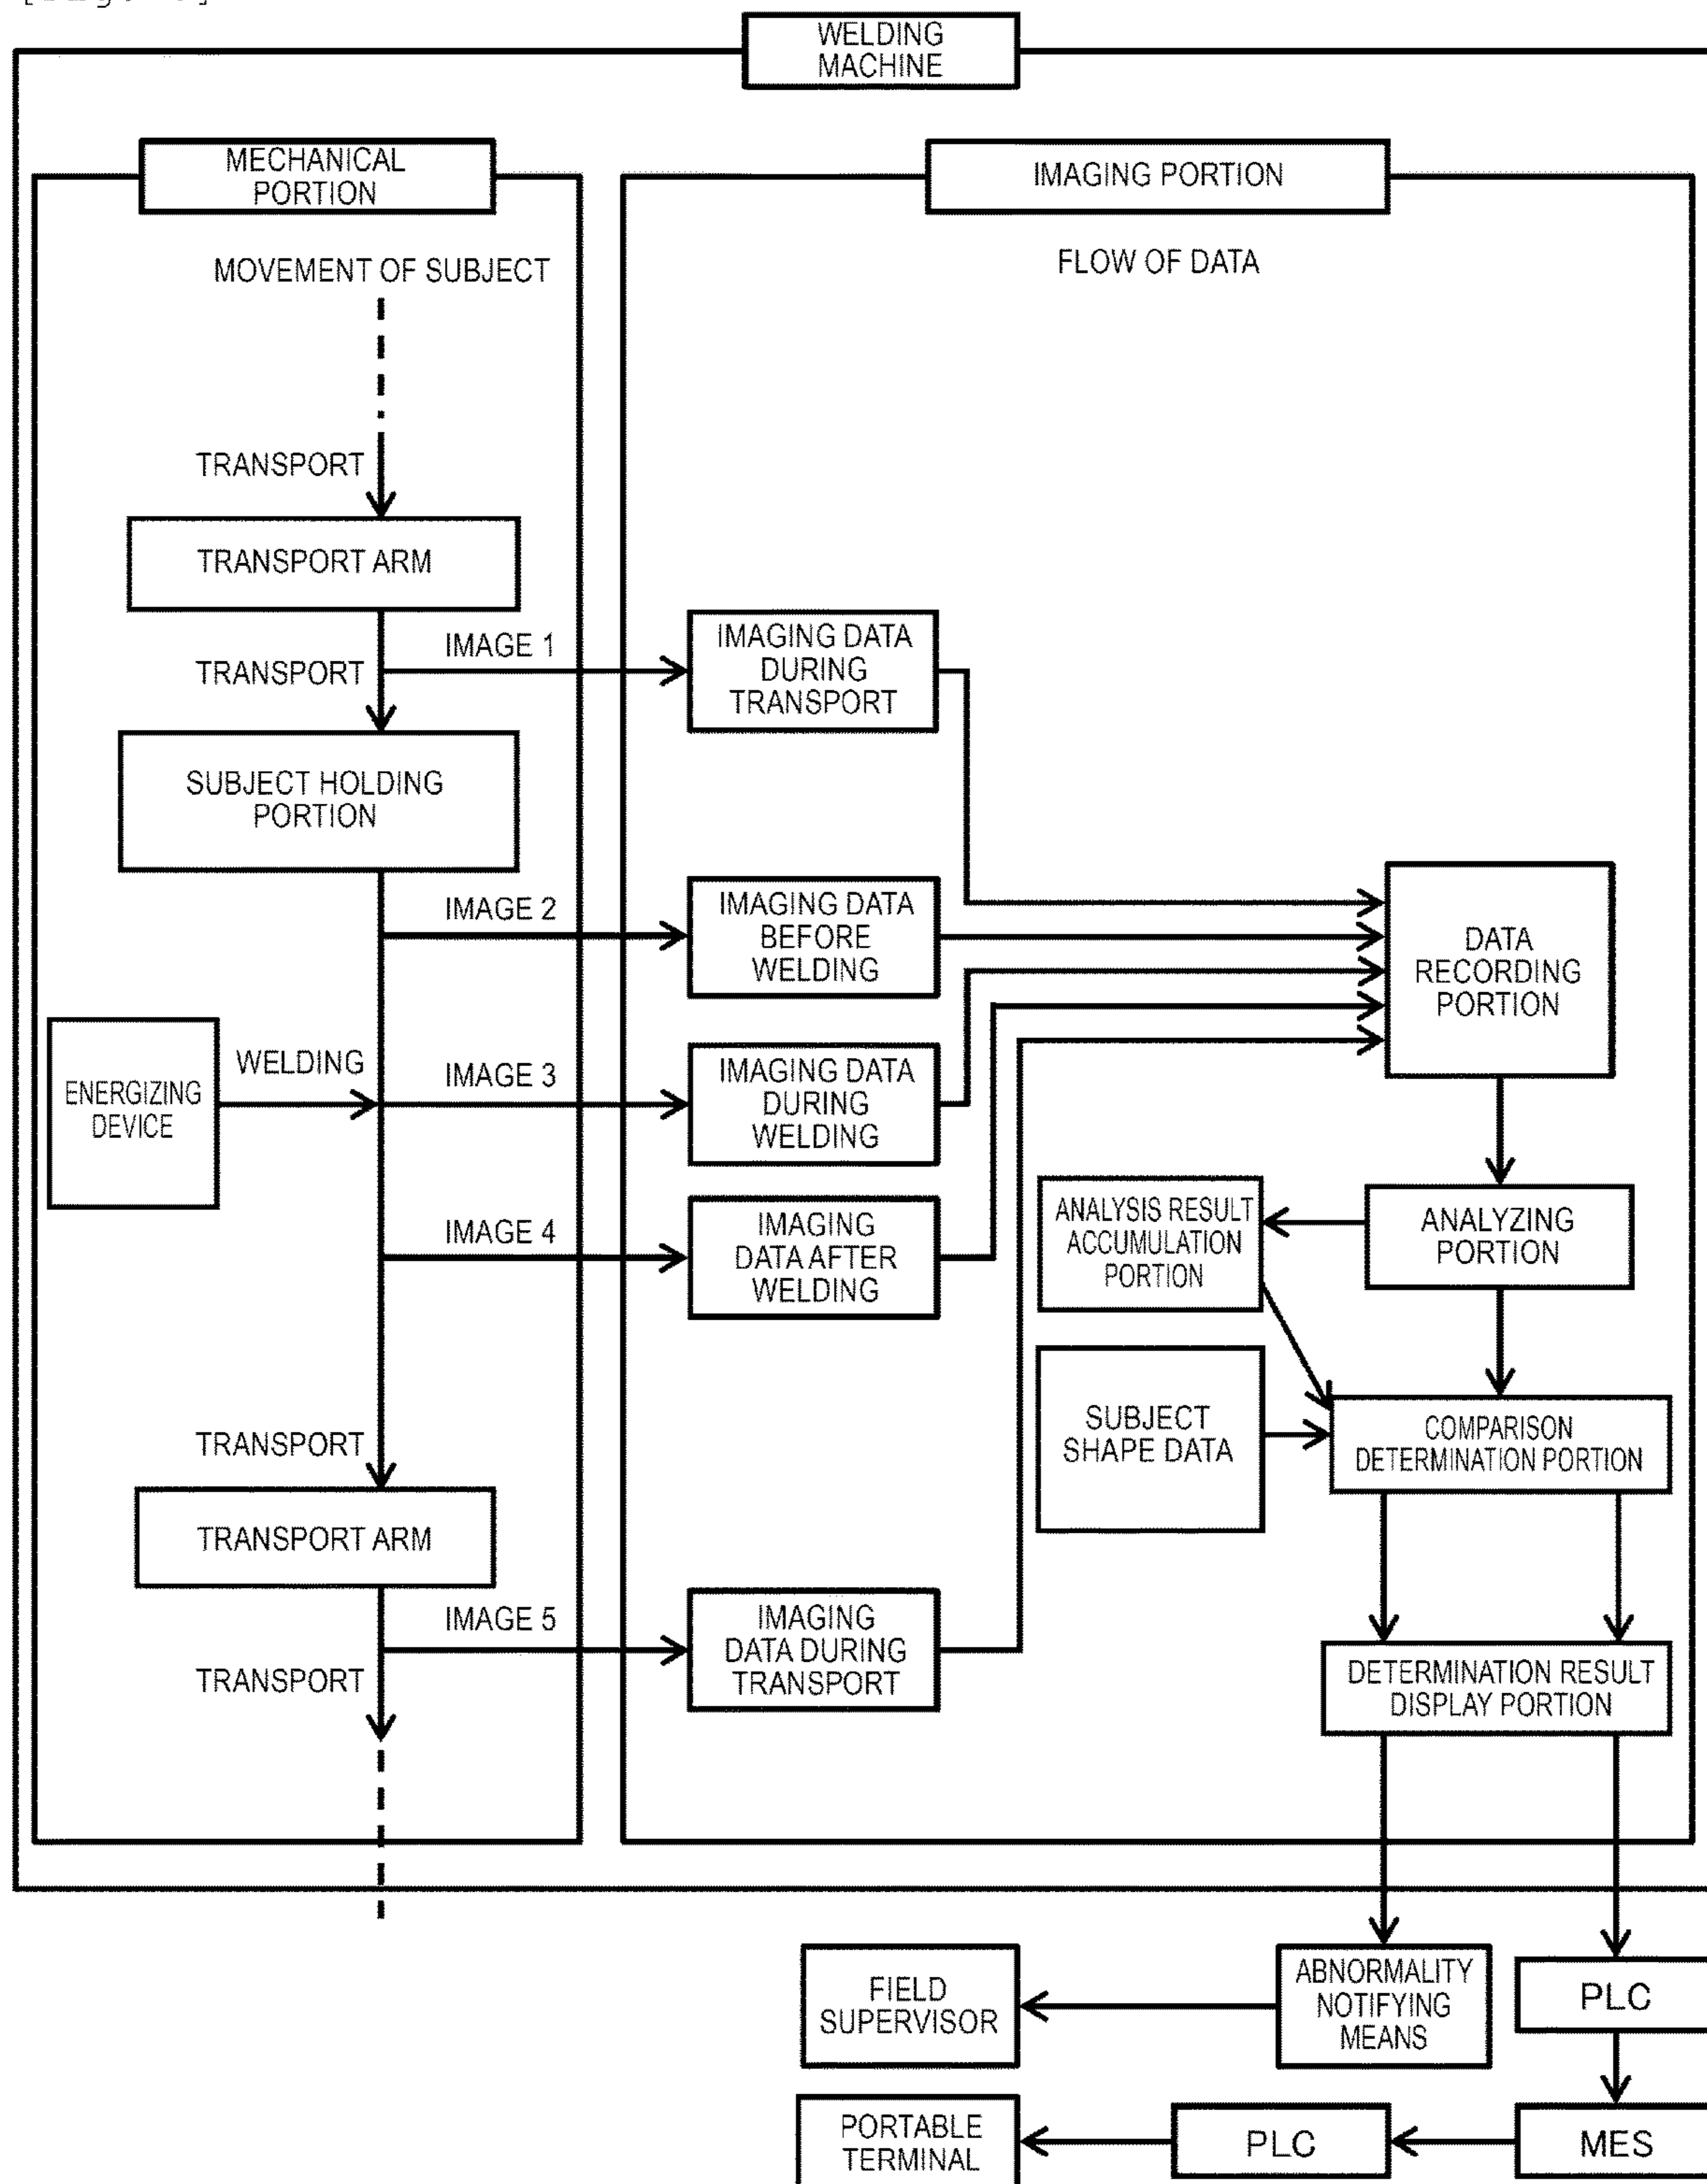 WELDING
MACHINE
MECHANICAL
PORTION
IMAGING PORTION
MOVEMENT OF SUBJECT
FLOW OF DATA
TRANSPORT
TRANSPORT ARM
IMAGE 1
TRANSPORT
IMAGING DATA
DURING
TRANSPORT
SUBJECT HOLDING
PORTION
IMAGE 2
IMAGING DATA
BEFORE
WELDING
DATA
RECORDING
PORTION
ENERGIZING
DEVICE
WELDING
IMAGE 3
IMAGING DATA
DURING
WELDING
IMAGE 4
IMAGING
DATA AFTER
WELDING
ANALYSIS RESULT
ACCUMULATION
PORTION
ANALYZING
PORTION
SUBJECT
SHAPE DATA
COMPARISON
DETERMINATION PORTION
TRANSPORT
TRANSPORT ARM
IMAGE 5
TRANSPORT
IMAGING
DATA DURING
TRANSPORT
DETERMINATION RESULT
DISPLAY PORTION
FIELD
SUPERVISOR
ABNORMALITY
NOTIFYING
MEANS
PLC
PORTABLE
TERMINAL
PLC
MES